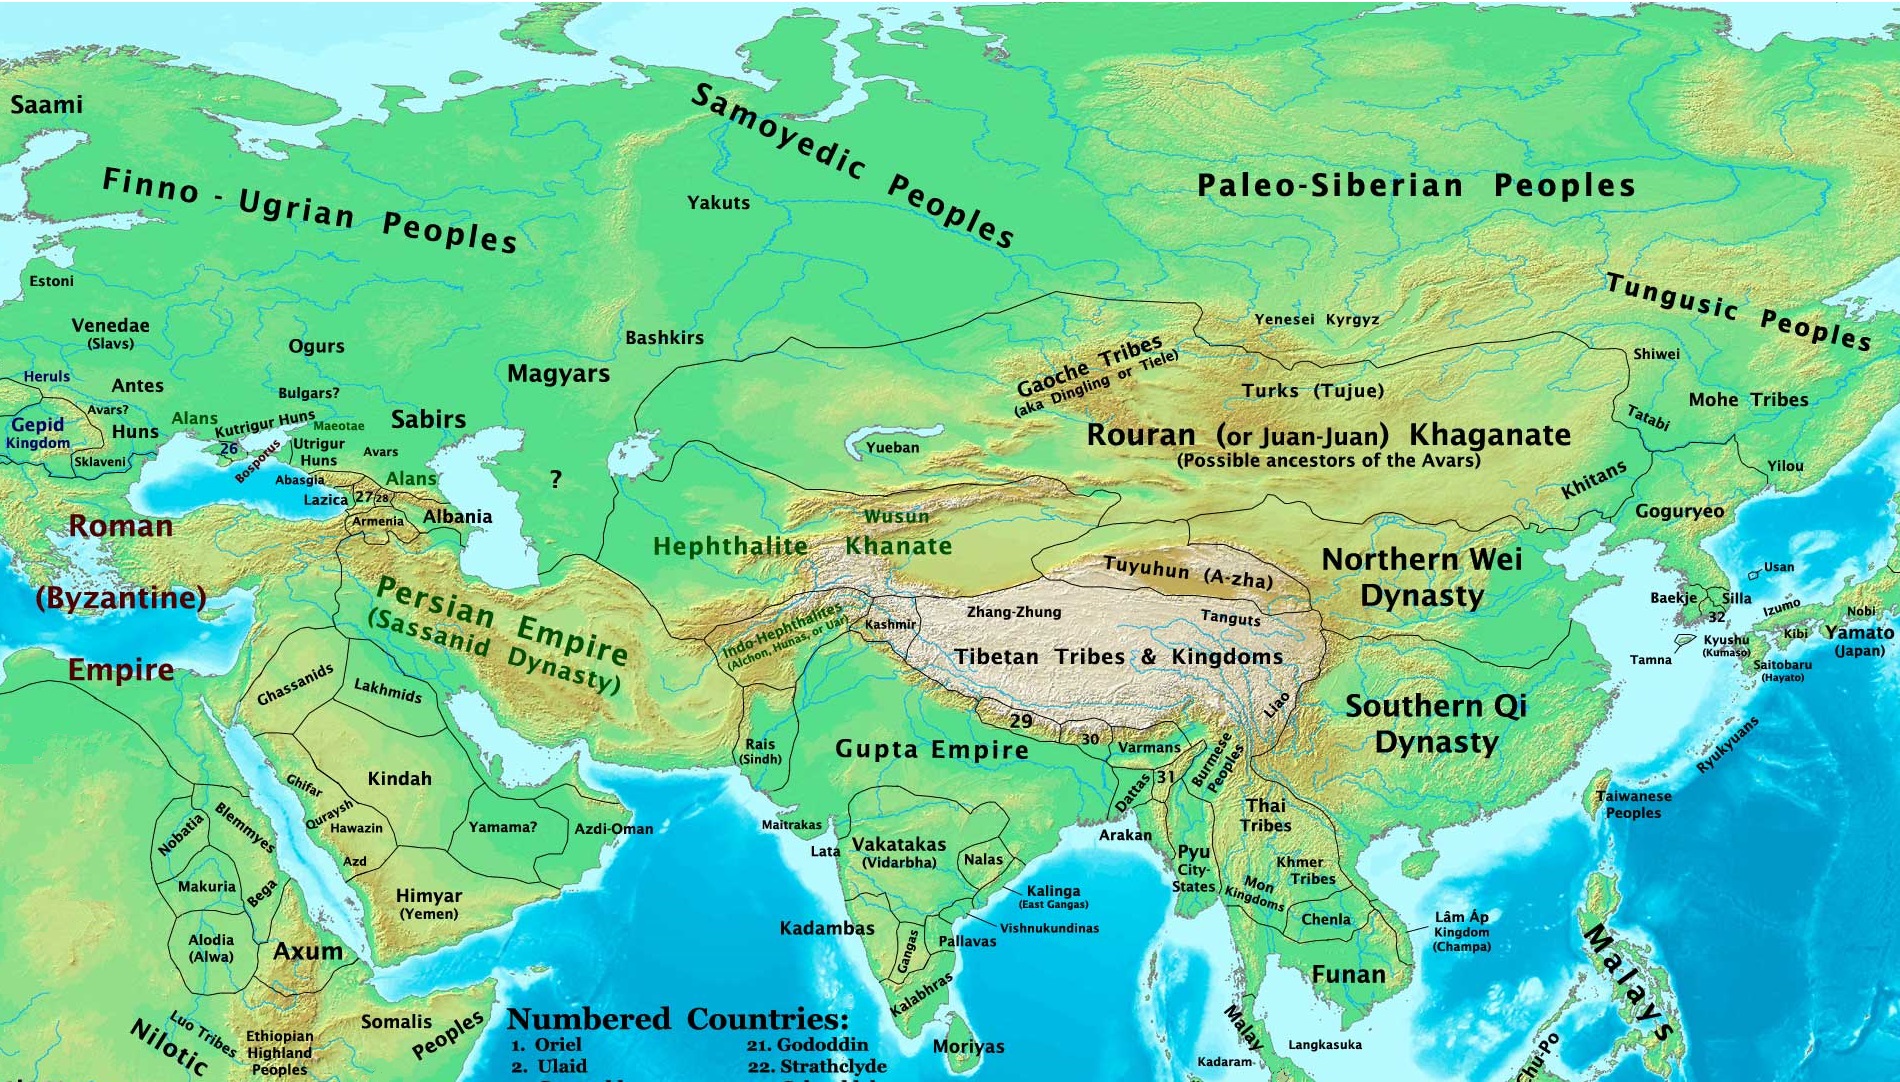 Saami
Samoyedic Peoples
Finno - Ugrian Peoples
Yakuts
Paleo-Siberian Peoples
Tungusic Peoples
Estoni
Venedae
(Slavs)
Ogurs
Bashkirs
Yenesei Kyrgyz
Shiwei
Heruls
Antes
Magyars
Gaoche Tribes
(aka Dingling or Tiele)
Turks (Tujue)
Mohe Tribes
Bulgars?
Avars?
Alans
Kutrigur Huns
Maeotae
Sabirs
Tatabi
Gepid
Kingdom
Huns
26
Bosporus
Utrigur
Huns
Avars
Rouran (or Juan-Juan) Khaganate
(Possible ancestors of the Avars)
Yueban
Sklaveni
Abasgia
Alans
?
Khitans
Yilou
Lazica
27
28
Armenia
Albania
Wusun
Goguryeo
Roman
(Byzantine)
Empire
Hephthalite Khanate
Tuyuhun (A-zha)
Northern Wei
Dynasty
Usan
Persian Empire
(Sassanid Dynasty)
Indo-Hephthalites
(Alchon, Hunas, or Uar)
Kashmir
Zhang-Zhung
Tanguts
Baekje
Silla
32
Izumo
Nobi
Kibi
Yamato
(Japan)
Kyushu
(Kumaso)
Tamna
Saitobaru
(Hayato)
Tibetan Tribes & Kingdoms
Ghassanids
Lakhmids
Liao
Southern Qi
Dynasty
Ryukyuans
29
30
Rais
(Sindh)
Gupta Empire
Varmans
Burmese
Peoples
31
Dattas
Kindah
Ghifar
Quraysh
Hawazin
Yamama?
Azdi-Oman
Azd
Nobatia
Blemmyes
Maitrakas
Lata
Vakatakas
(Vidarbha)
Nalas
Arakan
Thai
Tribes
Taiwanese
Peoples
Pyu
City-
States
Khmer
Tribes
Mon
Kingdoms
Makuria
Bega
Himyar
(Yemen)
Kalinga
(East Gangas)
Vishnukundinas
Chenla
Lâm Áp
Kingdom
(Champa)
Kadambas
Gangas
Pallavas
Alodia
(Alwa)
Axum
Kalabhras
Funan
Malays
Luo Tribes
Nilotic
Ethiopian
Highland
Peoples
Somalis
Peoples
Moriyas
Malay
Kadaram
Langkasuka
Chu-Po
Numbered Countries:
1. Oriel
21. Gododdin
2. Ulaid
22. Strathclyde